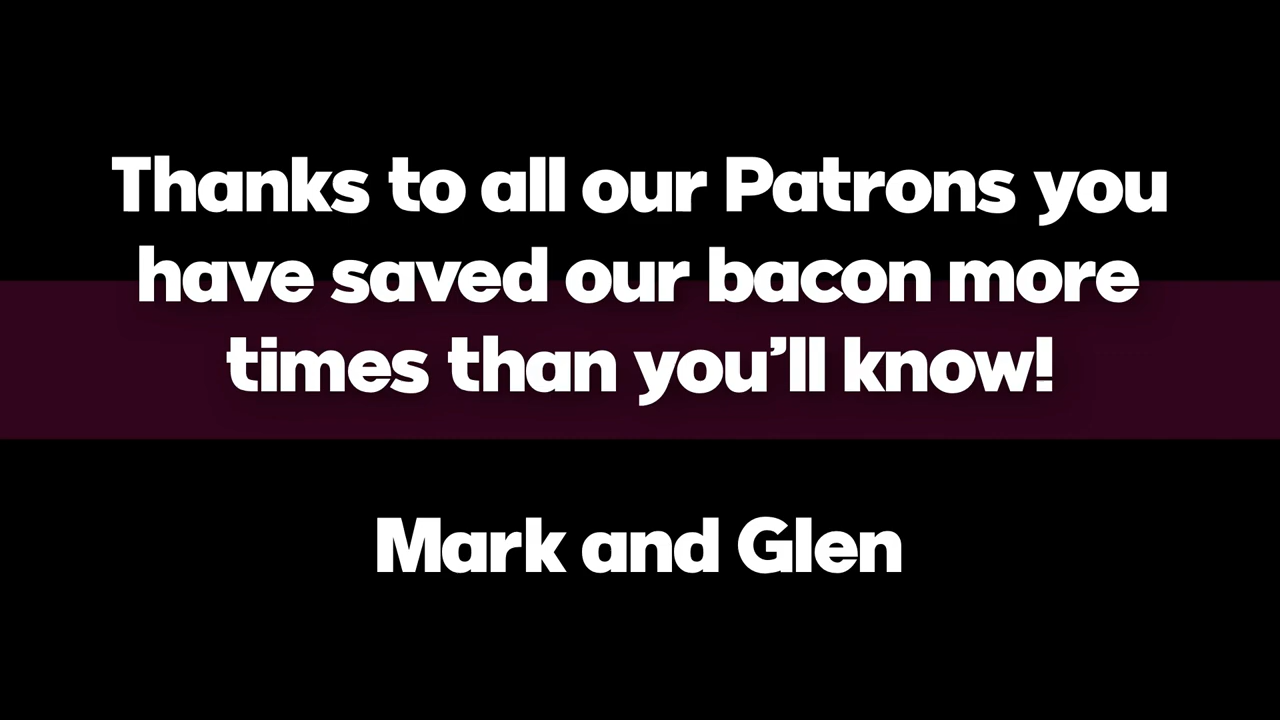 Thanks to all our Patrons you
have saved our bacon more
times than you’ll know!
Mark and Glen